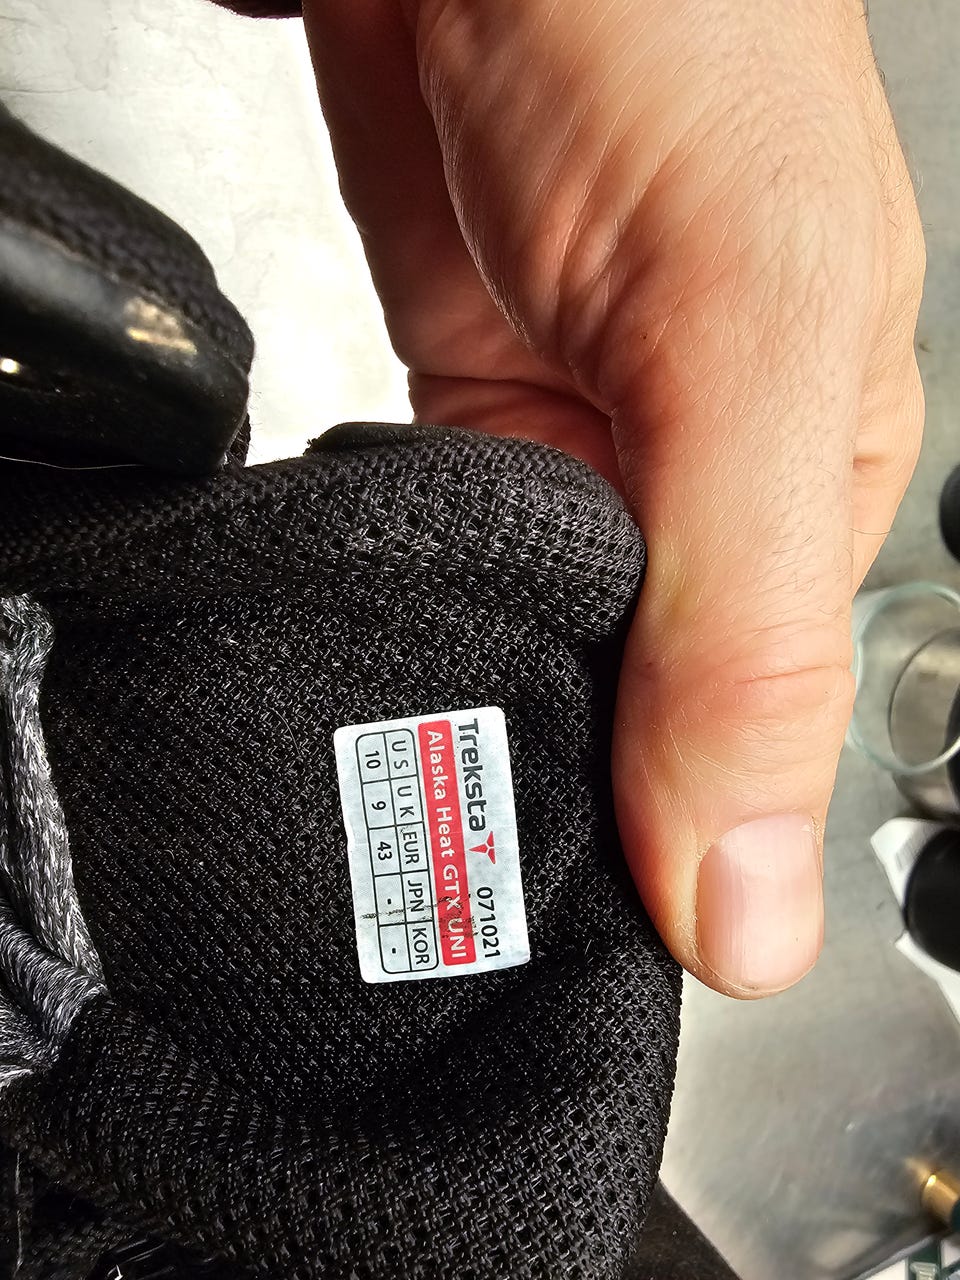 Treksta 071021
Alaska Heat GTX UNI
US UK EUR JPN KOR
10 9 43 - -